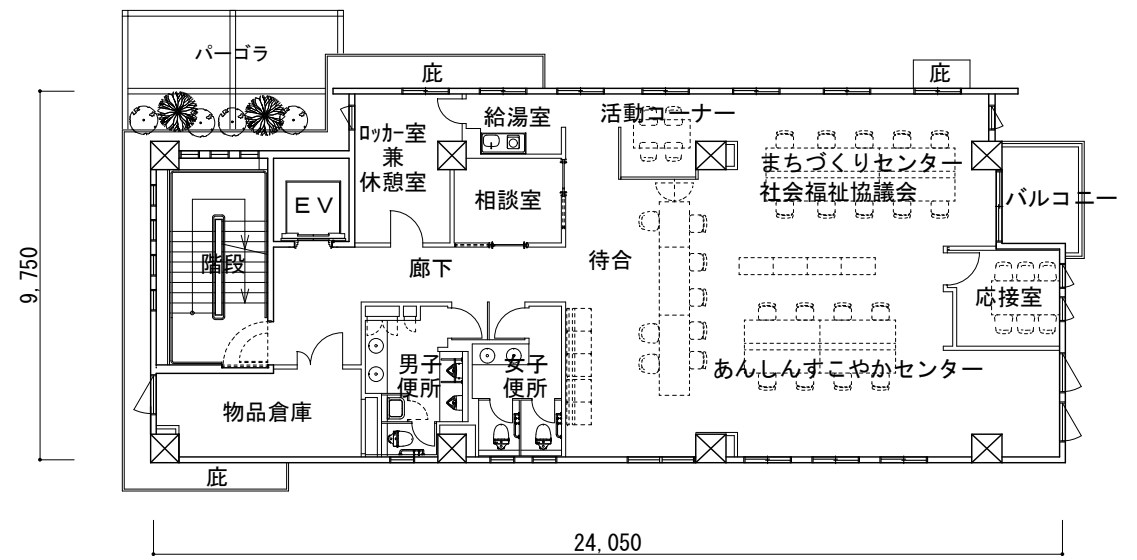 パーゴラ
庇
庇
ロッカー室
兼
休憩室
給湯室
活動コーナー
まちづくりセンター
社会福祉協議会
相談室
バルコニー
EV
階段
廊下
待合
応接室
9,750
男子
便所
女子
便所
あんしんすこやかセンター
物品倉庫
庇
24,050